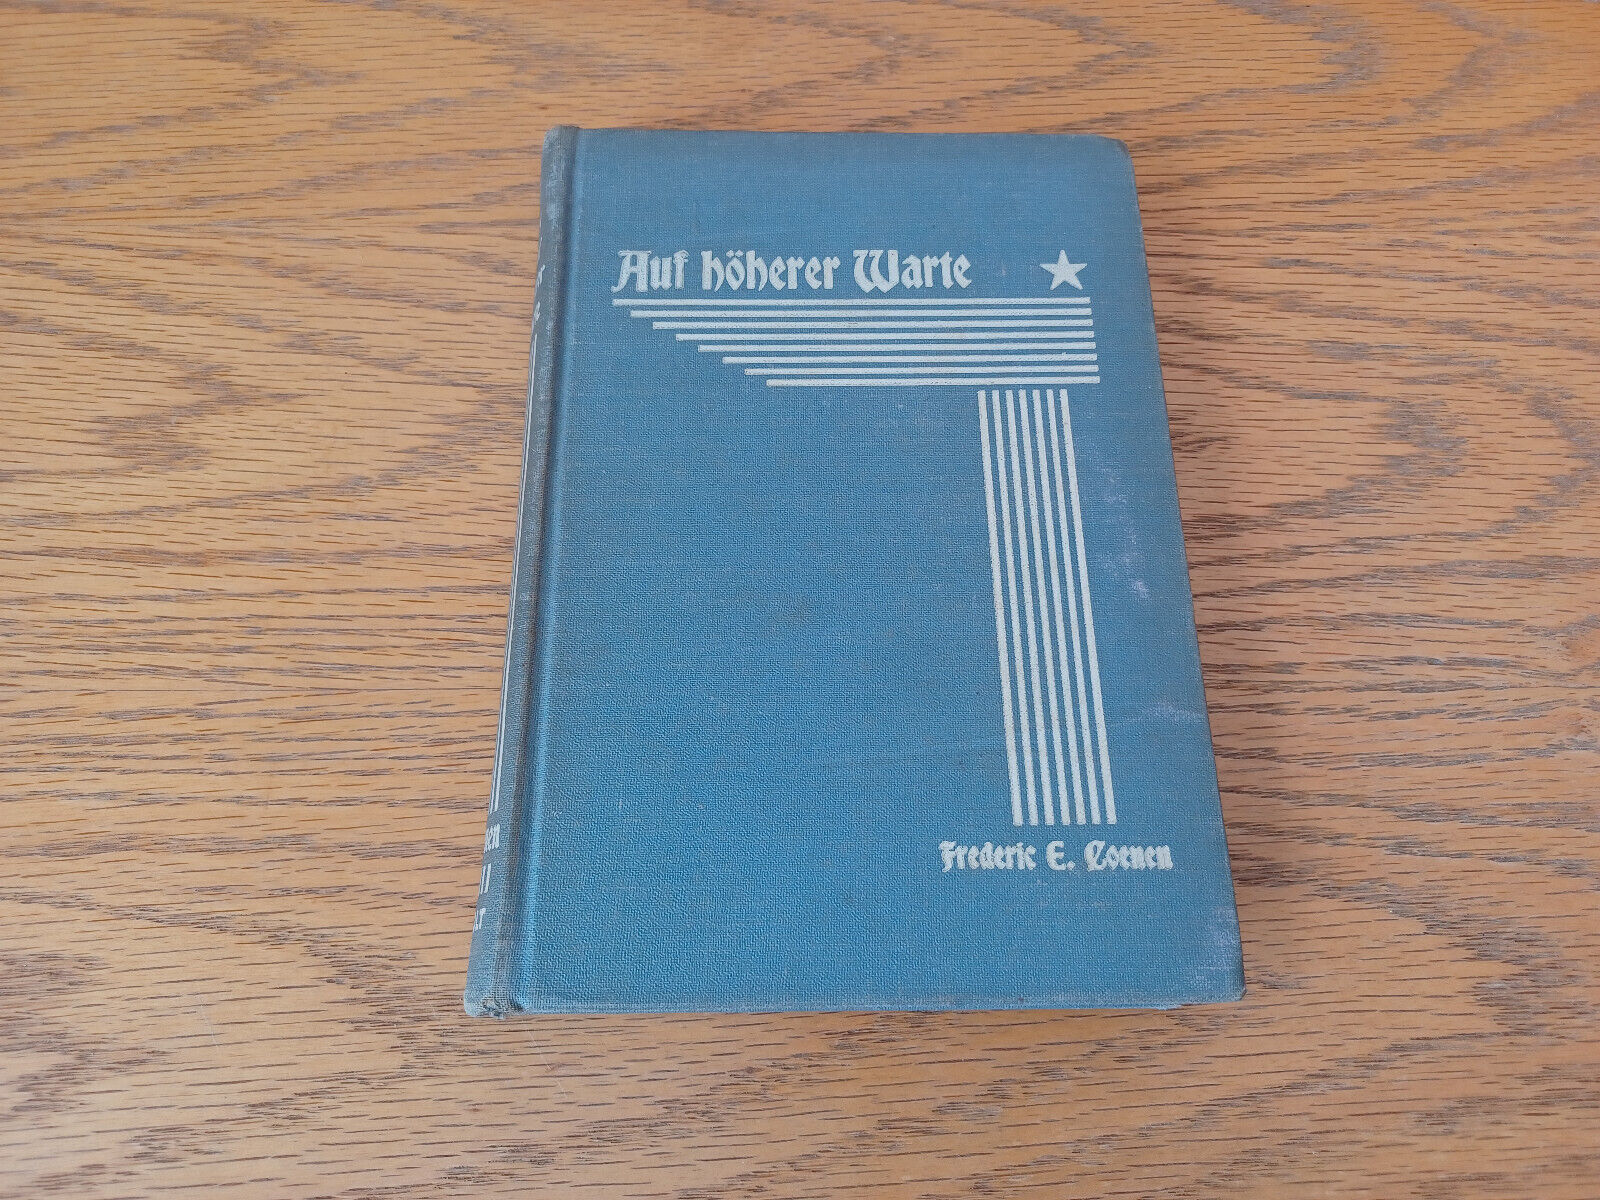 Auf höherer Warte
Frederic E. Coenen